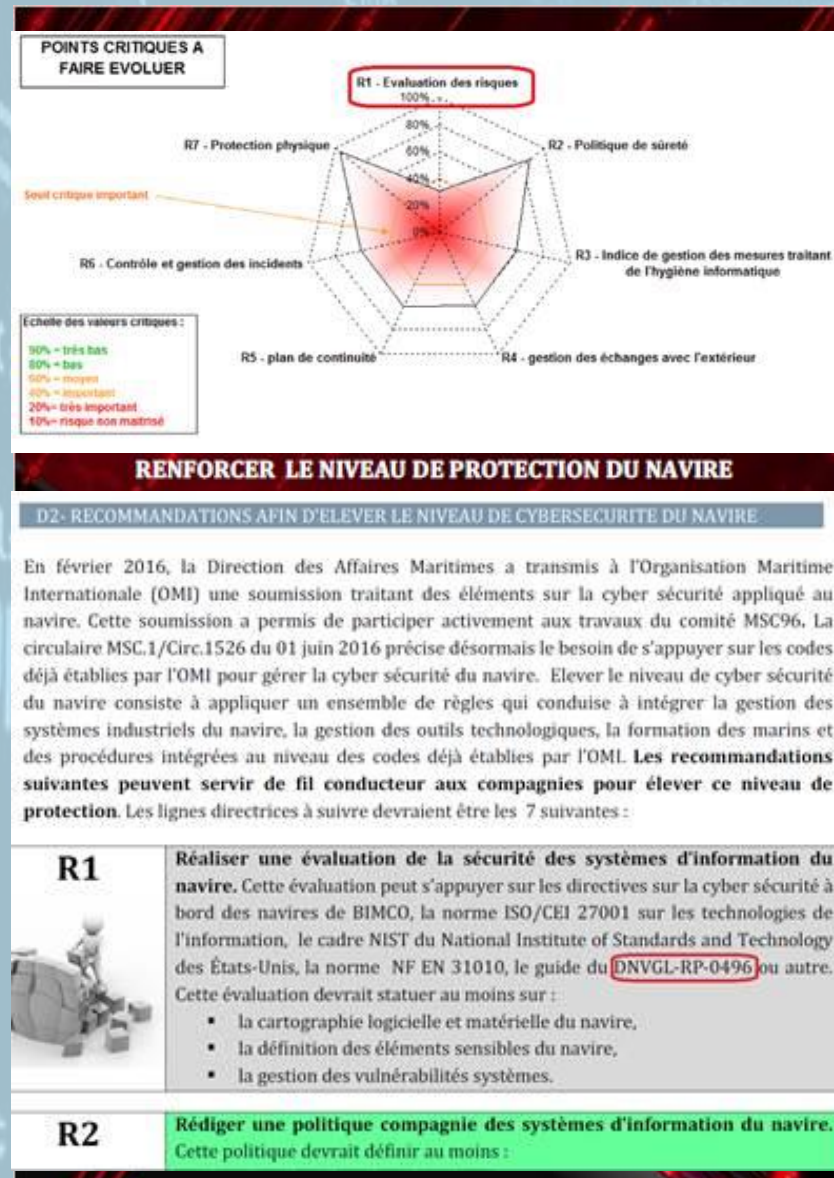 POINTS CRITIQUES A
FAIRE EVOLUER
R1 - Evaluation des risques
100%
80%
60%
40%
20%
0%
R7 - Protection physique
R2 - Politique de sûreté
Seuil critique important
R6 - Contrôle et gestion des incidents
R3 - Indice de gestion des mesures traitant
de l'hygiène informatique
R5 - plan de continuité
R4 - gestion des échanges avec l'extérieur
Echelle des valeurs critiques :
90% = très bas
80% = bas
60% = moyen
40% = important
20%= très important
10%= risque non maitrisé
RENFORCER LE NIVEAU DE PROTECTION DU NAVIRE
D2- RECOMMANDATIONS AFIN D'ELEVER LE NIVEAU DE CYBERSECURITE DU NAVIRE
En février 2016, la Direction des Affaires Maritimes a transmis à l'Organisation Maritime
Internationale (OMI) une soumission traitant des éléments sur la cyber sécurité appliqué au
navire. Cette soumission a permis de participer activement aux travaux du comité MSC96. La
circulaire MSC.1/Circ.1526 du 01 juin 2016 précise désormais le besoin de s'appuyer sur les codes
déjà établies par l'OMI pour gérer la cyber sécurité du navire. Elever le niveau de cyber sécurité
du navire consiste à appliquer un ensemble de règles qui conduise à intégrer la gestion des
systèmes industriels du navire, la gestion des outils technologiques, la formation des marins et
des procédures intégrées au niveau des codes déjà établies par l'OMI. Les recommandations
suivantes peuvent servir de fil conducteur aux compagnies pour élever ce niveau de
protection. Les lignes directrices à suivre devraient être les 7 suivantes :
R1
Réaliser une évaluation de la sécurité des systèmes d'information du
navire. Cette évaluation peut s'appuyer sur les directives sur la cyber sécurité à
bord des navires de BIMCO, la norme ISO/CEI 27001 sur les technologies de
l'information, le cadre NIST du National Institute of Standards and Technology
des États-Unis, la norme NF EN 31010, le guide du DNVGL-RP-0496 ou autre.
Cette évaluation devrait statuer au moins sur :
▪ la cartographie logicielle et matérielle du navire,
▪ la définition des éléments sensibles du navire,
▪ la gestion des vulnérabilités systèmes.
R2
Rédiger une politique compagnie des systèmes d'information du navire.
Cette politique devrait définir au moins :